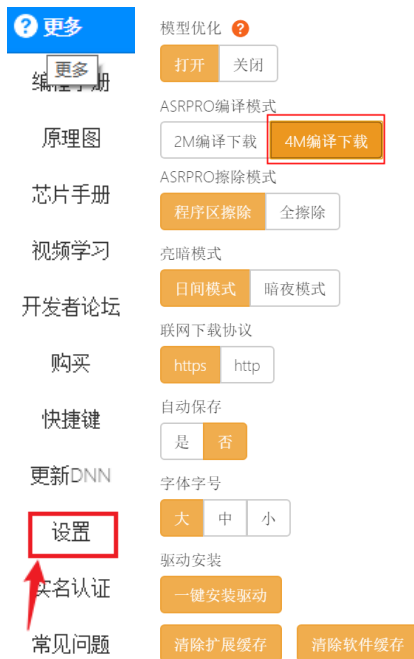 ? 更多
更多
编程手册
原理图
芯片手册
视频学习
开发者论坛
购买
快捷键
更新DNN
设置
实名认证
常见问题
模型优化 ?
打开 关闭
ASRPRO编译模式
2M编译下载 4M编译下载
ASRPRO擦除模式
程序区擦除 全擦除
亮暗模式
日间模式 暗夜模式
联网下载协议
https http
自动保存
是 否
字体字号
大 中 小
驱动安装
一键安装驱动
清除扩展缓存 清除软件缓存